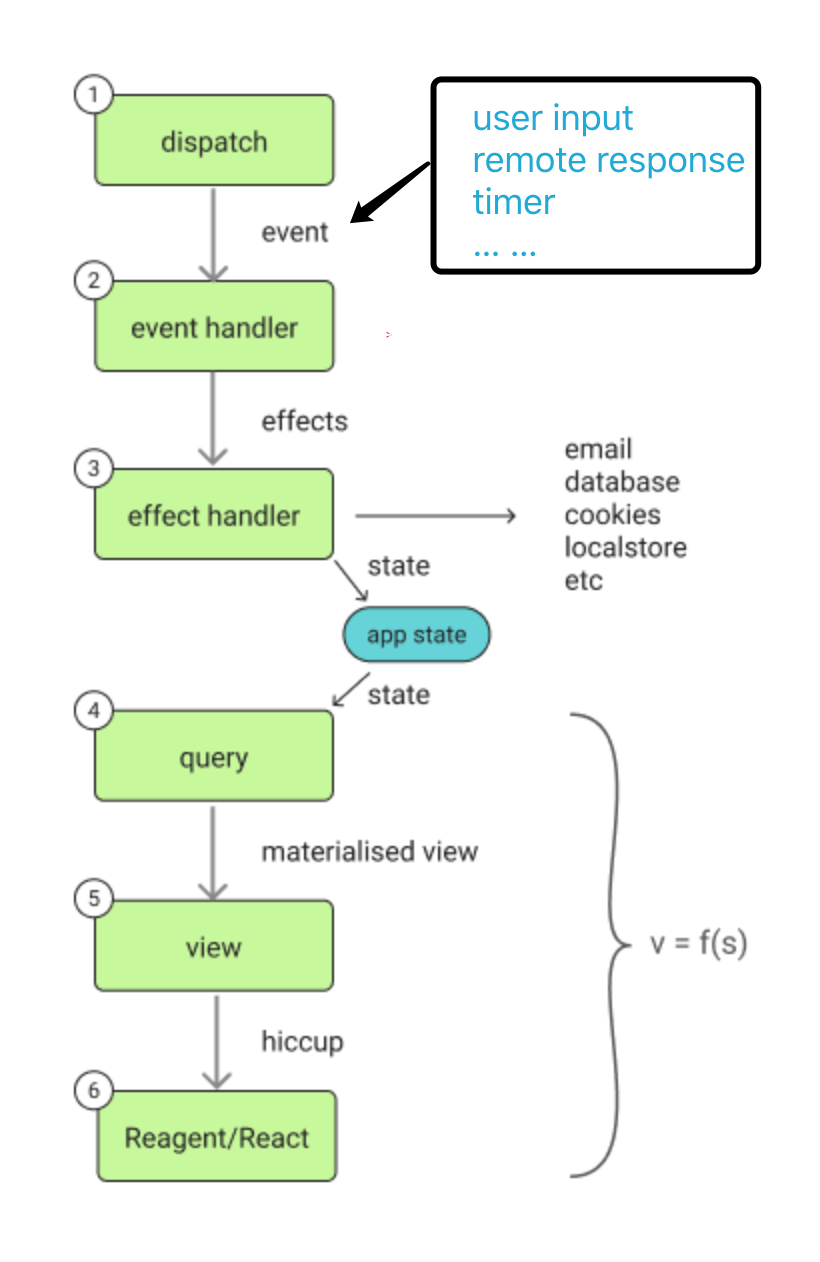 1
dispatch
user input
remote response
timer
... ...
event
2
event handler
effects
3
effect handler
email
database
cookies
localstore
etc
state
app state
state
4
query
materialised view
5
view
v = f(s)
hiccup
6
Reagent/React